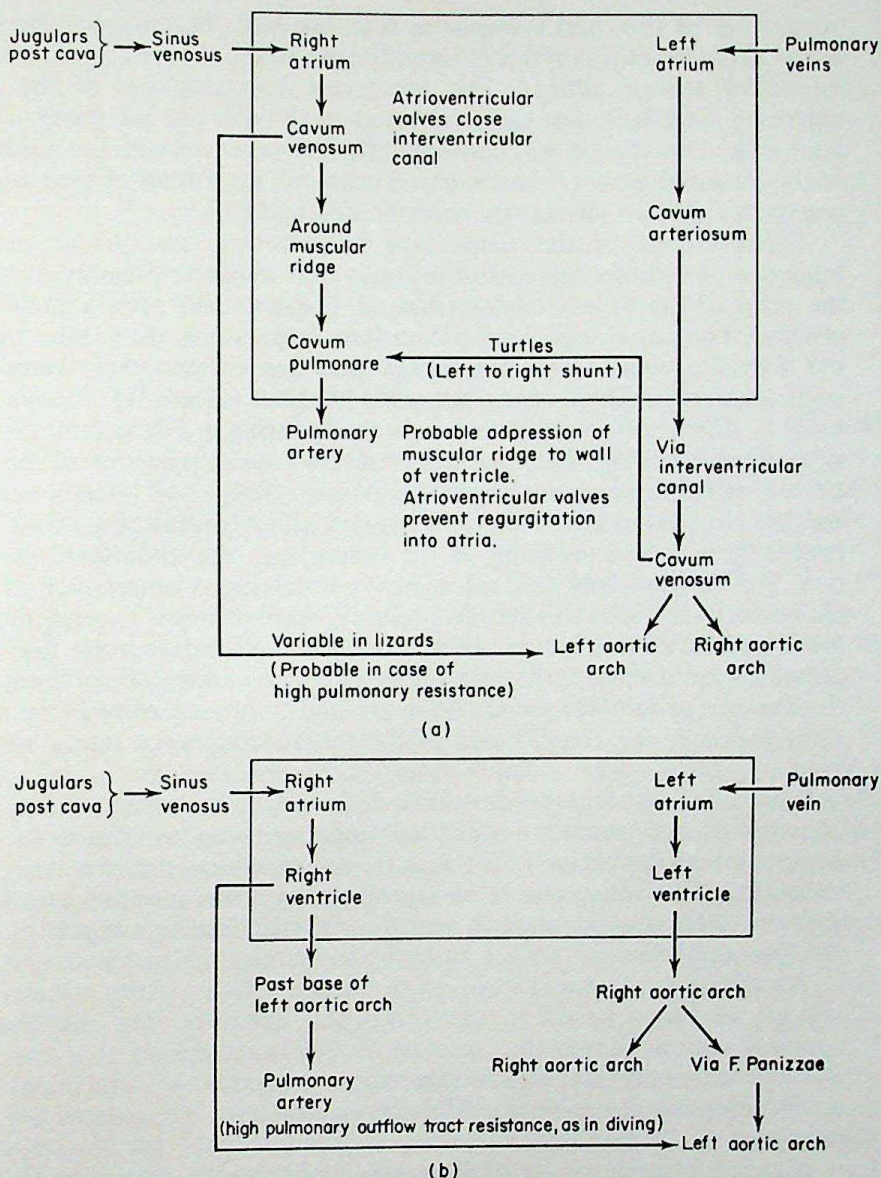 Jugulars
post cava
Sinus
venosus
Right
atrium
Left
atrium
Pulmonary
veins
Atrioventricular
valves close
interventricular
canal
Cavum
venosum
Around
muscular
ridge
Cavum
arteriosum
Cavum
pulmonare
Turtles
(Left to right shunt)
Pulmonary
artery
Probable adpression of
muscular ridge to wall
of ventricle.
Atrioventricular valves
prevent regurgitation
into atria.
Via
interventricular
canal
Cavum
venosum
Variable in lizards
(Probable in case of
high pulmonary resistance)
Left aortic
arch
Right aortic
arch
(a)
Jugulars
post cava
Sinus
venosus
Right
atrium
Left
atrium
Pulmonary
vein
Right
ventricle
Left
ventricle
Past base of
left aortic arch
Right aortic arch
Right aortic arch
Via F. Panizzae
Pulmonary
artery
(high pulmonary outflow tract resistance, as in diving)
Left aortic arch
(b)